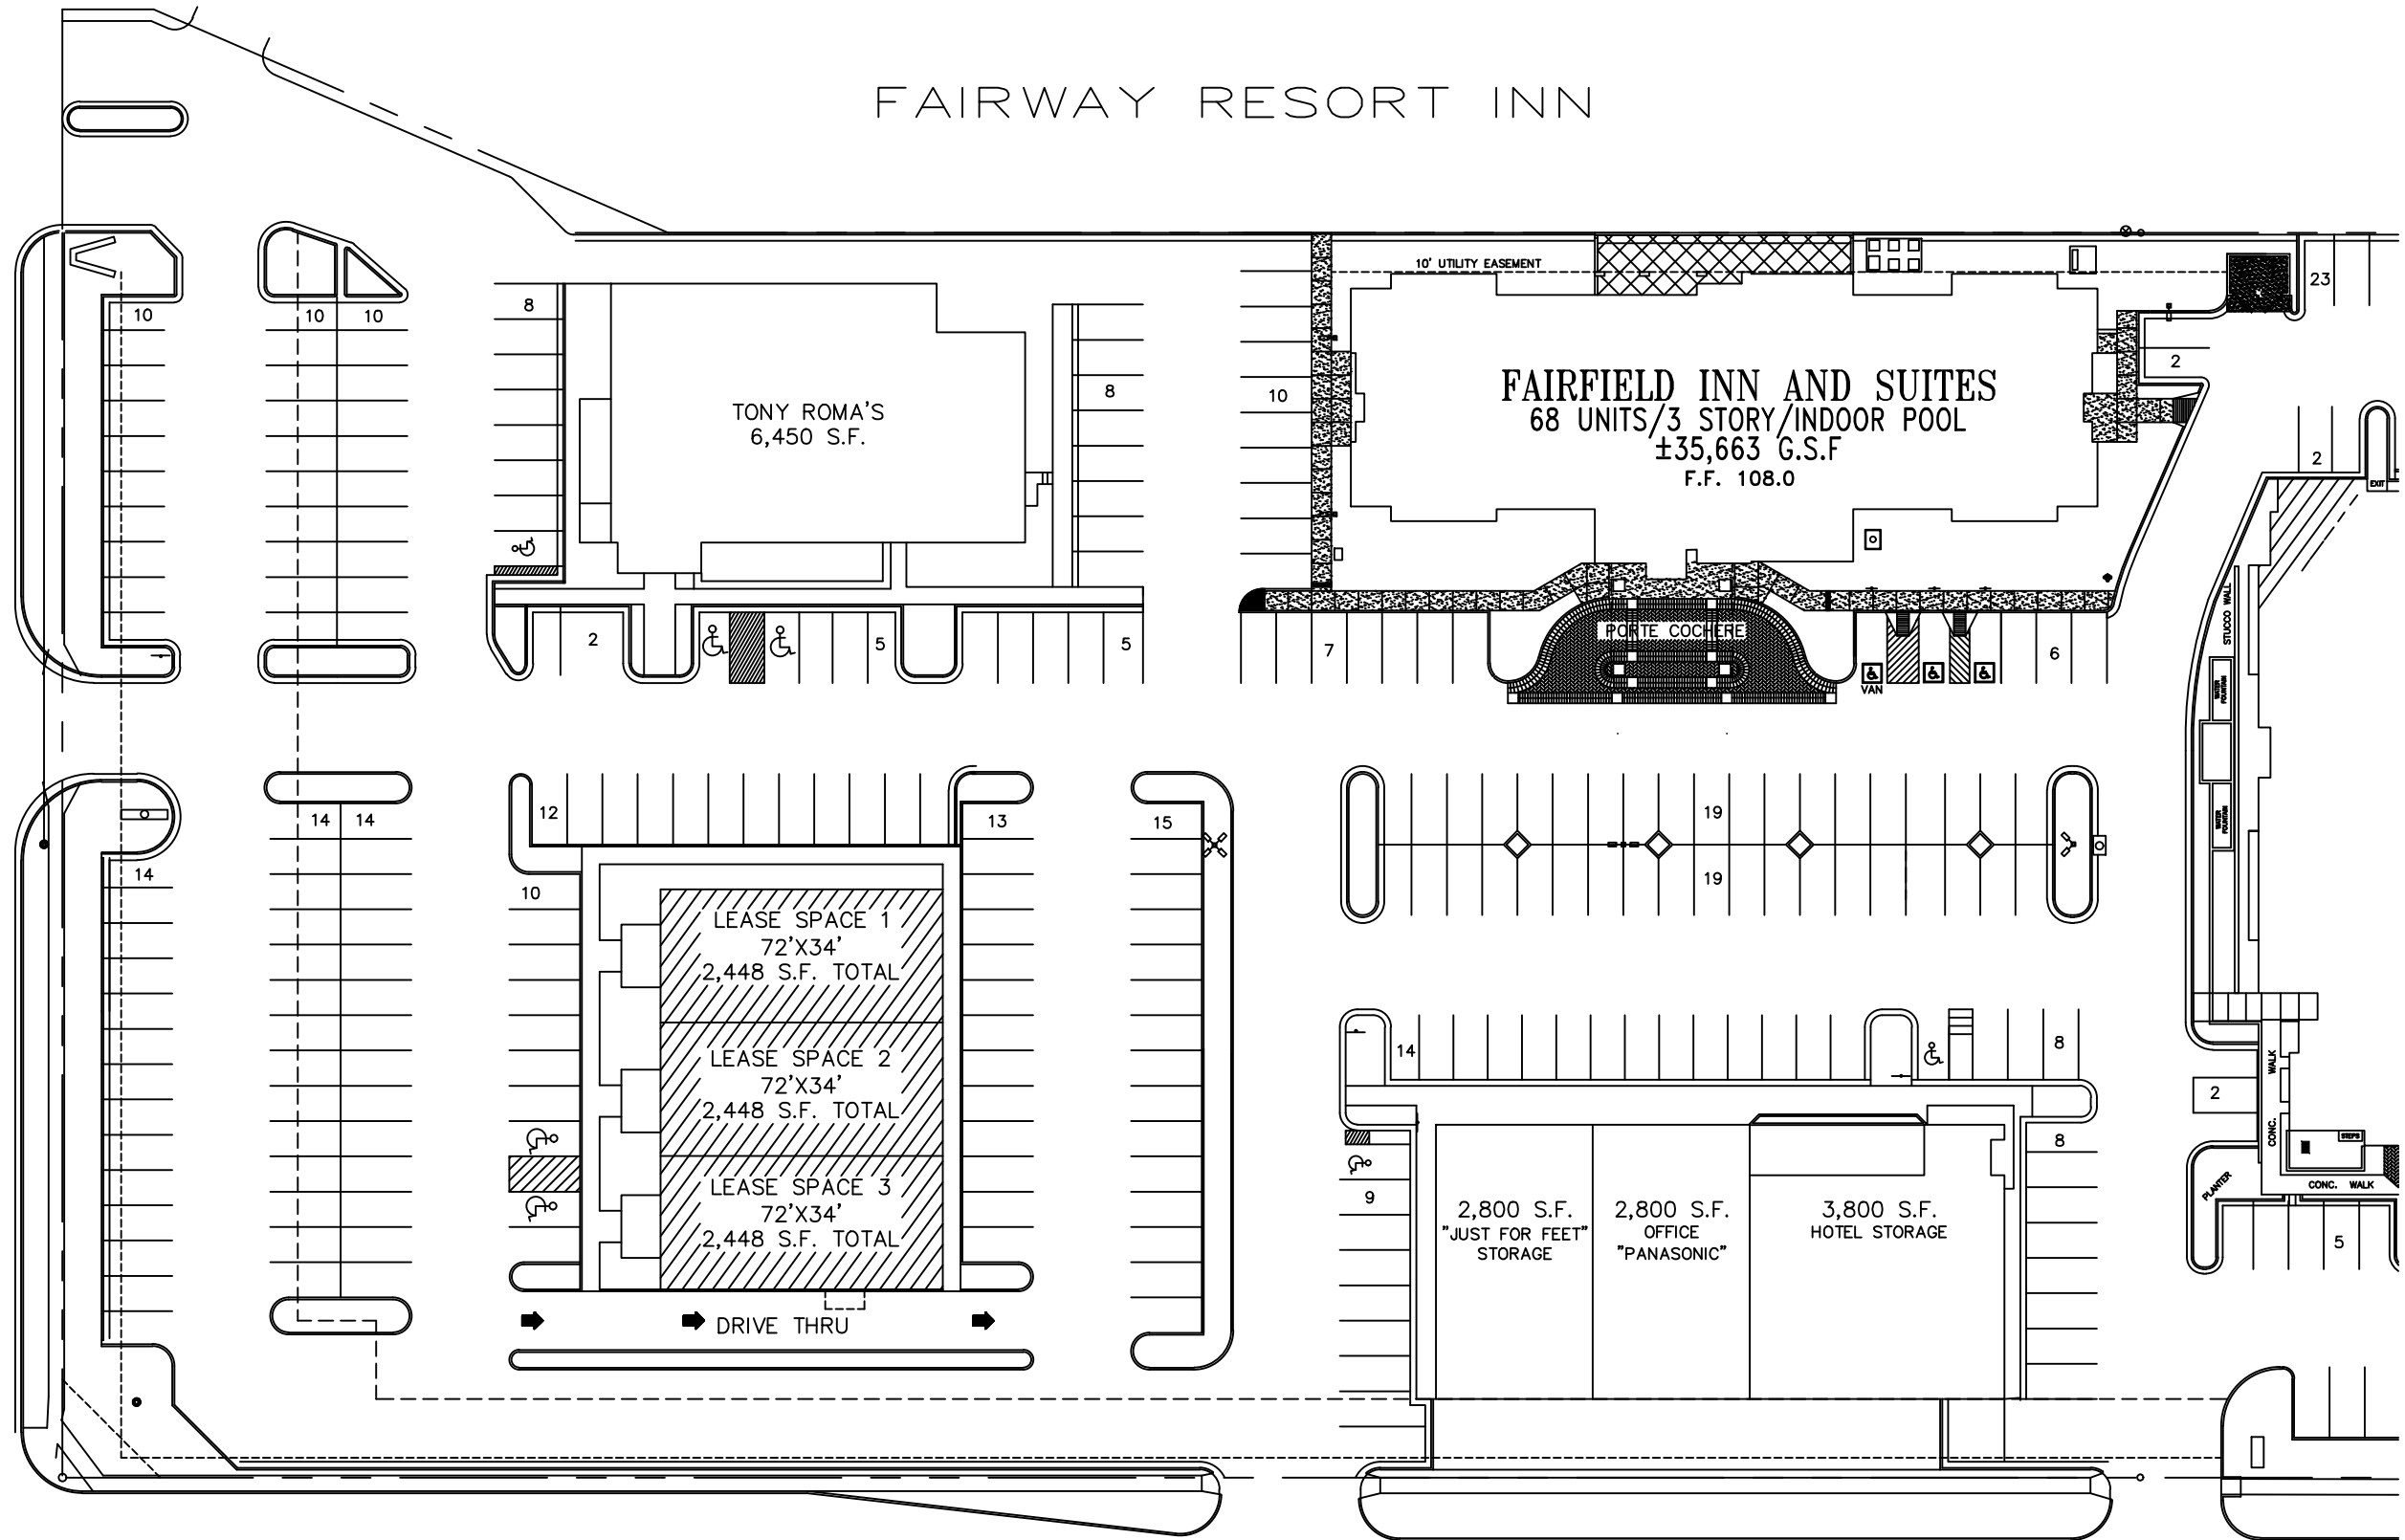 FAIRWAY RESORT INN
10' UTILITY EASEMENT
23
10
10
10
8
TONY ROMA'S
6,450 S.F.
8
10
FAIRFIELD INN AND SUITES
68 UNITS/3 STORY/INDOOR POOL
±35,663 G.S.F
F.F. 108.0
2
2
EXIT
2
5
5
7
PORTE COCHERE
VAN
6
STUCCO WALL
WATER
FOUNTAIN
WATER
FOUNTAIN
14
14
14
12
13
15
19
19
10
LEASE SPACE 1
72'X34'
2,448 S.F. TOTAL
LEASE SPACE 2
72'X34'
2,448 S.F. TOTAL
LEASE SPACE 3
72'X34'
2,448 S.F. TOTAL
DRIVE THRU
14
8
9
8
2,800 S.F.
"JUST FOR FEET"
STORAGE
2,800 S.F.
OFFICE
"PANASONIC"
3,800 S.F.
HOTEL STORAGE
2
CONC. WALK
STEPS
PLANTER
CONC. WALK
5